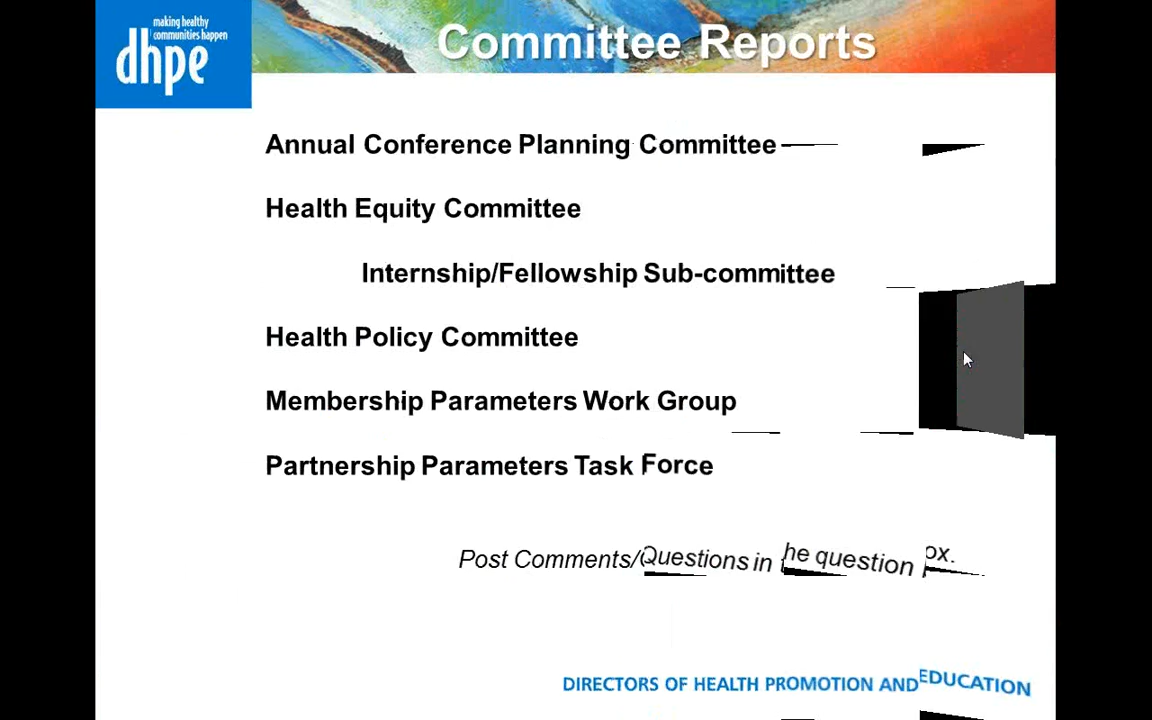 making healthy
communities happen
dhpe
Committee Reports
Annual Conference Planning Committee
Health Equity Committee
Internship/Fellowship Sub-committee
Health Policy Committee
Membership Parameters Work Group
Partnership Parameters Task Force
Post Comments/Questions in he question ox.
DIRECTORS OF HEALTH PROMOTION AND EDUCATION